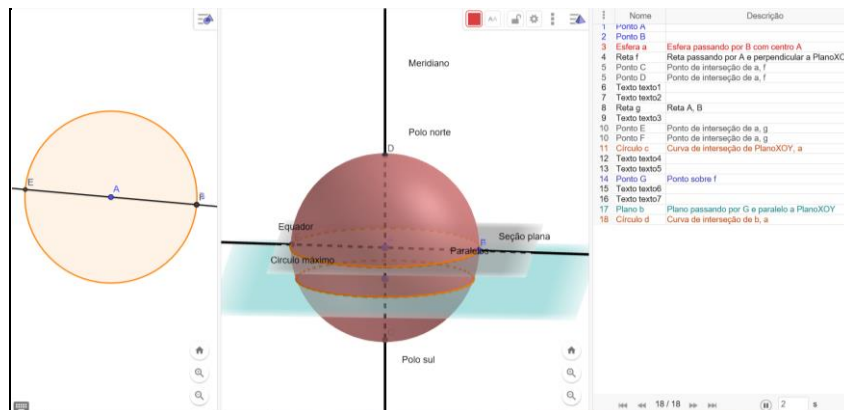 E
A
B
AA
Meridiano
Polo norte
D
Equador
Seção plana
B
Paralelos
Circulo máximo
Polo sul
Nome Descrição
1 Ponto A
2 Ponto B
3 Esfera a Esfera passando por B com centro A
4 Reta f Reta passando por A e perpendicular a PlanoXO
5 Ponto C Ponto de interseção de a, f
5 Ponto D Ponto de interseção de a, f
6 Texto texto1
7 Texto texto2
8 Reta g Reta A, B
9 Texto texto3
10 Ponto E Ponto de interseção de a, g
10 Ponto F Ponto de interseção de a, g
11 Círculo c Curva de interseção de PlanoXOY, a
12 Texto texto4
13 Texto texto5
14 Ponto G Ponto sobre f
15 Texto texto6
16 Texto texto7
17 Plano b Plano passando por G e paralelo a PlanoXOY
18 Círculo d Curva de interseção de b, a
18 / 18 2 s